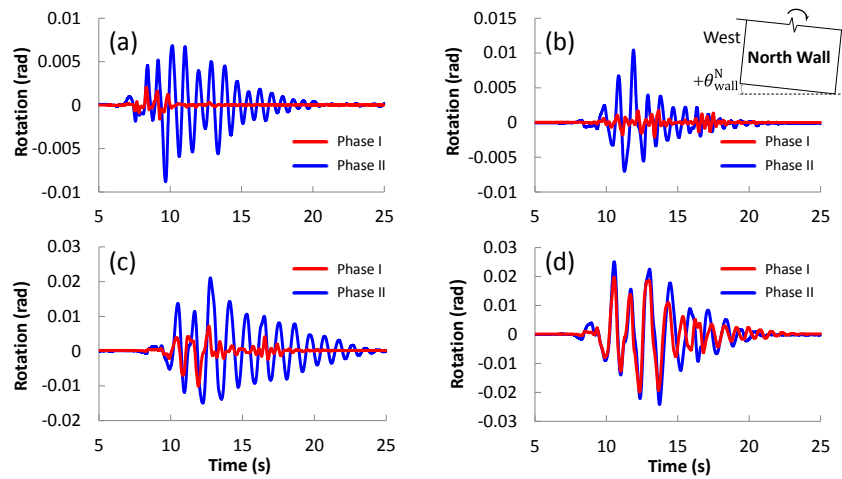 (a)
Rotation (rad)
0.01
0.005
0
-0.005
-0.01
Phase I
Phase II
5 10 15 20 25
(b)
Rotation (rad)
0.015
0.010
0.005
0
-0.005
-0.01
Phase I
Phase II
5 10 15 20 25
West
North Wall
+θ^N_wall
(c)
Rotation (rad)
0.03
0.02
0.01
0
-0.01
-0.02
Phase I
Phase II
5 10 15 20 25
Time (s)
(d)
Rotation (rad)
0.03
0.02
0.01
0
-0.01
-0.02
-0.03
Phase I
Phase II
5 10 15 20 25
Time (s)